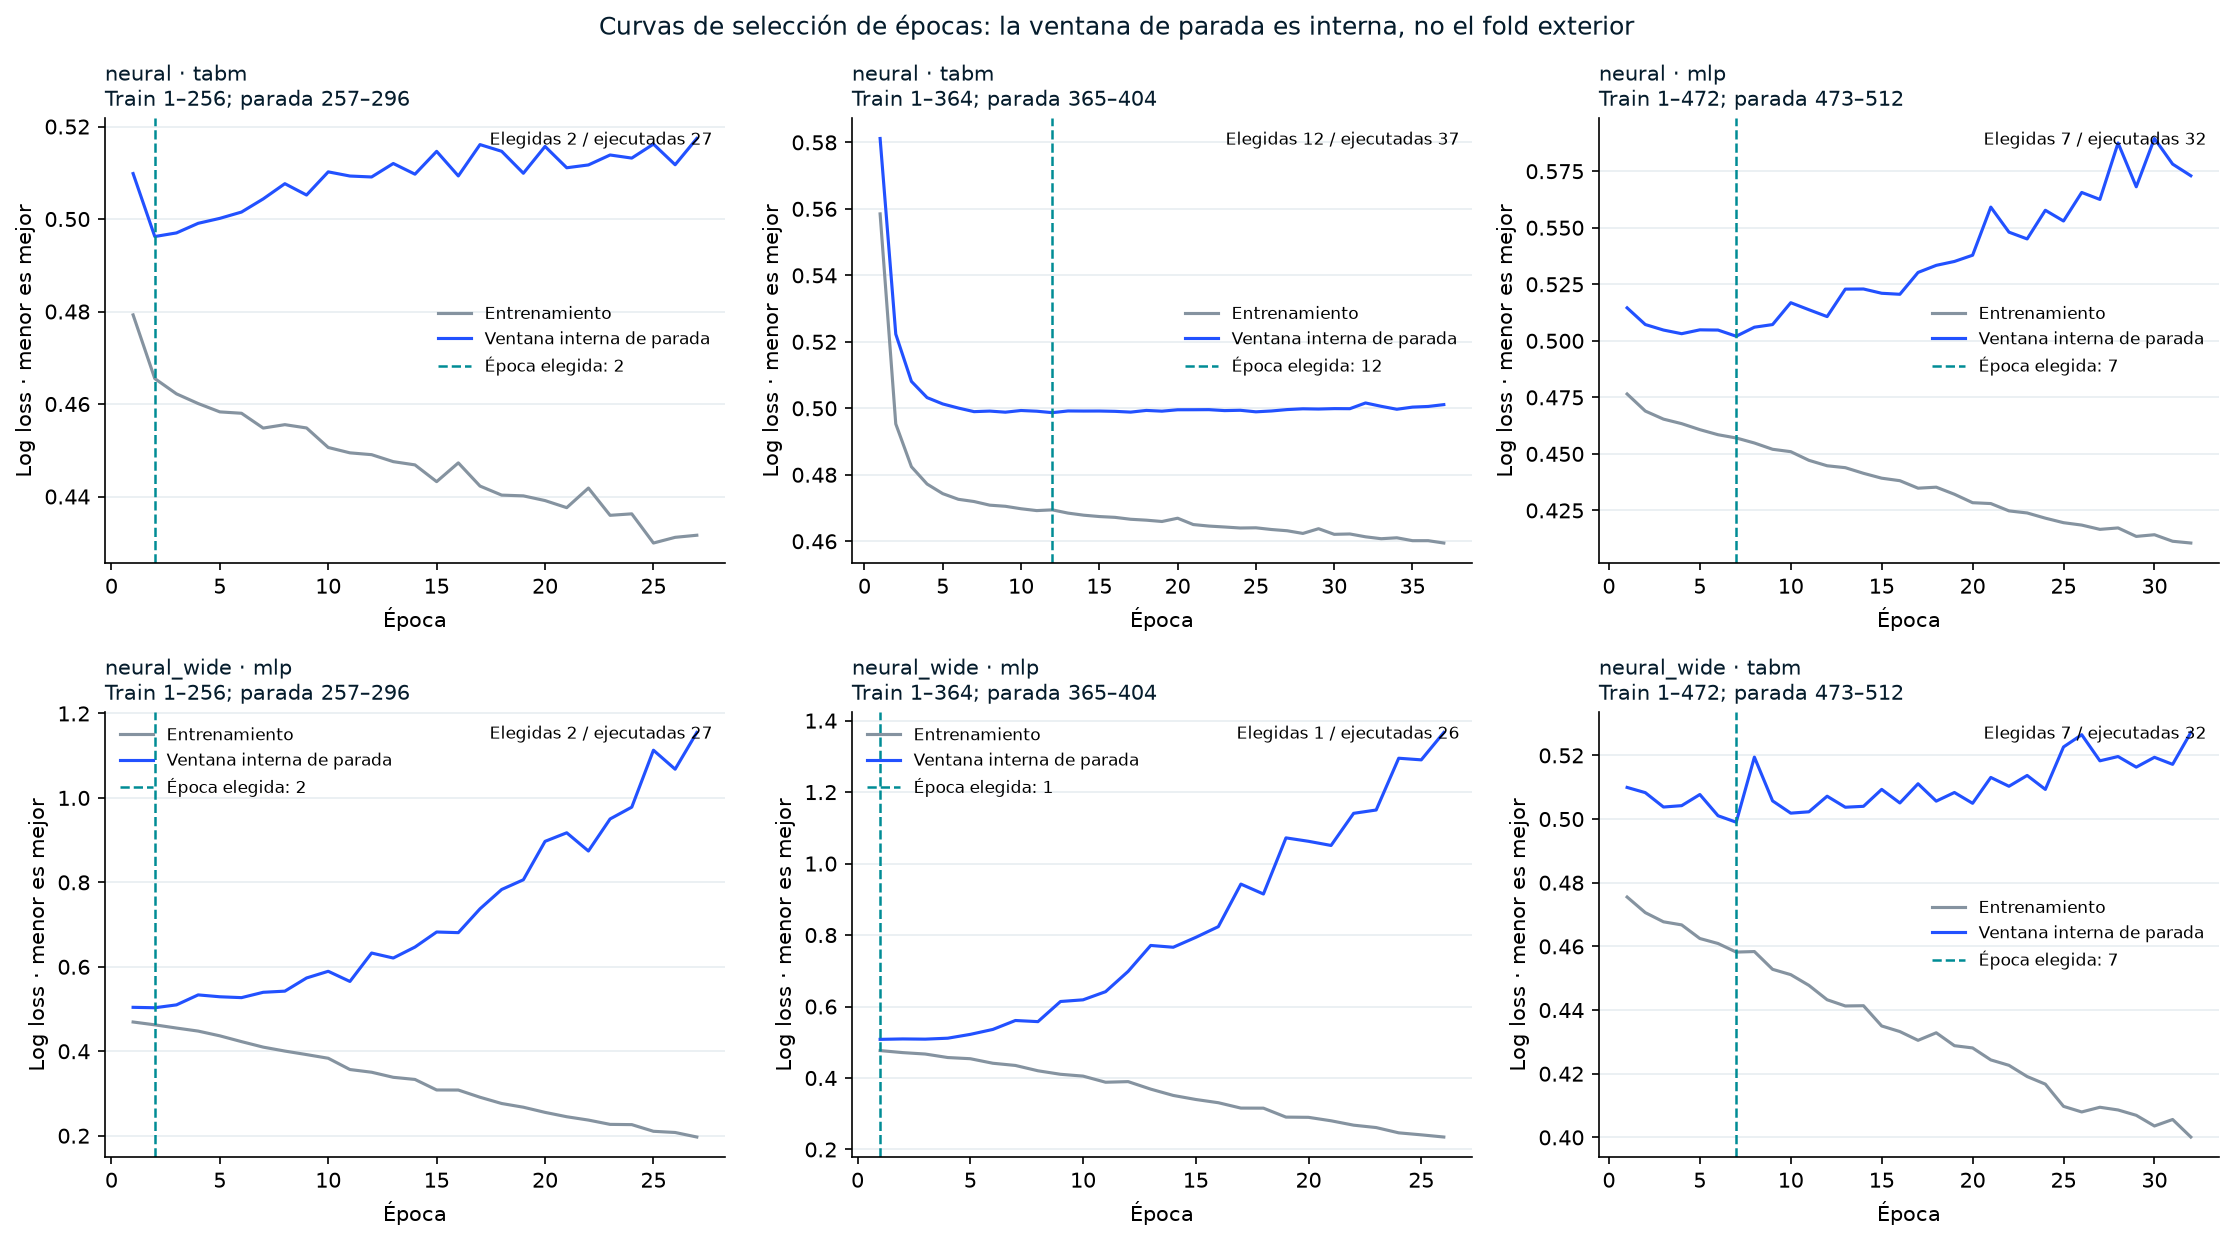 Curvas de selección de épocas: la ventana de parada es interna, no el fold exterior
neural · tabm
Train 1–256; parada 257–296
Elegidas 2 / ejecutadas 27
Log loss · menor es mejor
0.52
0.50
0.48
0.46
0.44
Entrenamiento
Ventana interna de parada
Época elegida: 2
0 5 10 15 20 25
Época
neural · tabm
Train 1–364; parada 365–404
Elegidas 12 / ejecutadas 37
Log loss · menor es mejor
0.58
0.56
0.54
0.52
0.50
0.48
0.46
Entrenamiento
Ventana interna de parada
Época elegida: 12
0 5 10 15 20 25 30 35
Época
neural · mlp
Train 1–472; parada 473–512
Elegidas 7 / ejecutadas 32
Log loss · menor es mejor
0.575
0.550
0.525
0.500
0.475
0.450
0.425
Entrenamiento
Ventana interna de parada
Época elegida: 7
0 5 10 15 20 25 30
Época
neural_wide · mlp
Train 1–256; parada 257–296
Elegidas 2 / ejecutadas 27
Log loss · menor es mejor
1.2
1.0
0.8
0.6
0.4
0.2
Entrenamiento
Ventana interna de parada
Época elegida: 2
0 5 10 15 20 25
Época
neural_wide · mlp
Train 1–364; parada 365–404
Elegidas 1 / ejecutadas 26
Log loss · menor es mejor
1.4
1.2
1.0
0.8
0.6
0.4
0.2
Entrenamiento
Ventana interna de parada
Época elegida: 1
0 5 10 15 20 25
Época
neural_wide · tabm
Train 1–472; parada 473–512
Elegidas 7 / ejecutadas 32
Log loss · menor es mejor
0.52
0.50
0.48
0.46
0.44
0.42
0.40
Entrenamiento
Ventana interna de parada
Época elegida: 7
0 5 10 15 20 25 30
Época